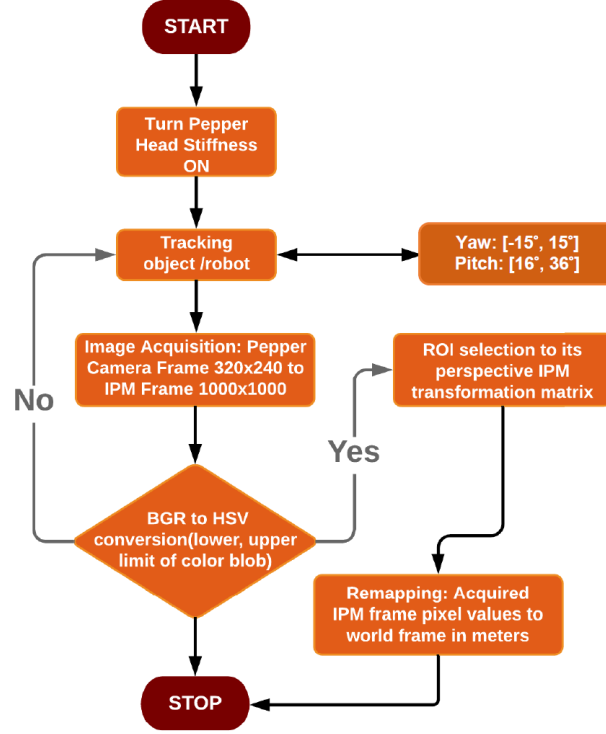 START
Turn Pepper
Head Stiffness
ON
Tracking
object /robot
Yaw: [-15°, 15°]
Pitch: [16°, 36°]
Image Acquisition: Pepper
Camera Frame 320x240 to
IPM Frame 1000x1000
ROI selection to its
perspective IPM
transformation matrix
No
Yes
BGR to HSV
conversion(lower, upper
limit of color blob)
Remapping: Acquired
IPM frame pixel values to
world frame in meters
STOP